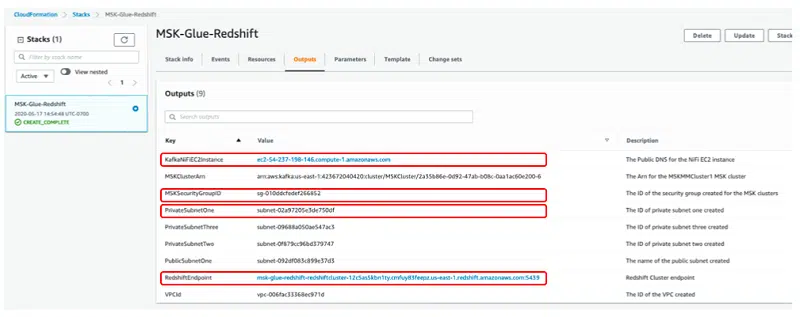 CloudFormation > Stacks > MSK-Glue-Redshift
Stacks (1)
Filter by stack name
Active
View nested
1
MSK-Glue-Redshift
2020-05-17 14:54:48 UTC-0700
CREATE_COMPLETE
MSK-Glue-Redshift
Delete
Update
Stack
Stack info
Events
Resources
Outputs
Parameters
Template
Change sets
Outputs (9)
Search outputs
Key Value Description
KafkaNiFiEC2Instance ec2-54-237-198-146.compute-1.amazonaws.com The Public DNS for the NiFi EC2 instance
MSKClusterArn arn:aws:kafka:us-east-1:423672040420:cluster/MSKCluster/2a35b86e-0d92-47ab-b08c-0aa1ac60e200-6 The Arn for the MSKMMCluster1 MSK cluster
MSKSecurityGroupID sg-010ddcfedef266852 The ID of the security group created for the MSK clusters
PrivateSubnetOne subnet-02a97205e3de750df The ID of private subnet one created
PrivateSubnetThree subnet-09688a050ae547ac3 The ID of private subnet three created
PrivateSubnetTwo subnet-0f879cc96bd379747 The ID of private subnet two created
PublicSubnetOne subnet-092df083c899e37d3 The name of the public subnet created
RedshiftEndpoint msk-glue-redshift-redshiftcluster-12c5as5kbn1ty.cmfuy83feepz.us-east-1.redshift.amazonaws.com:5439 Redshift Cluster endpoint
VPCId vpc-006fac33368ec971d The ID of the VPC created